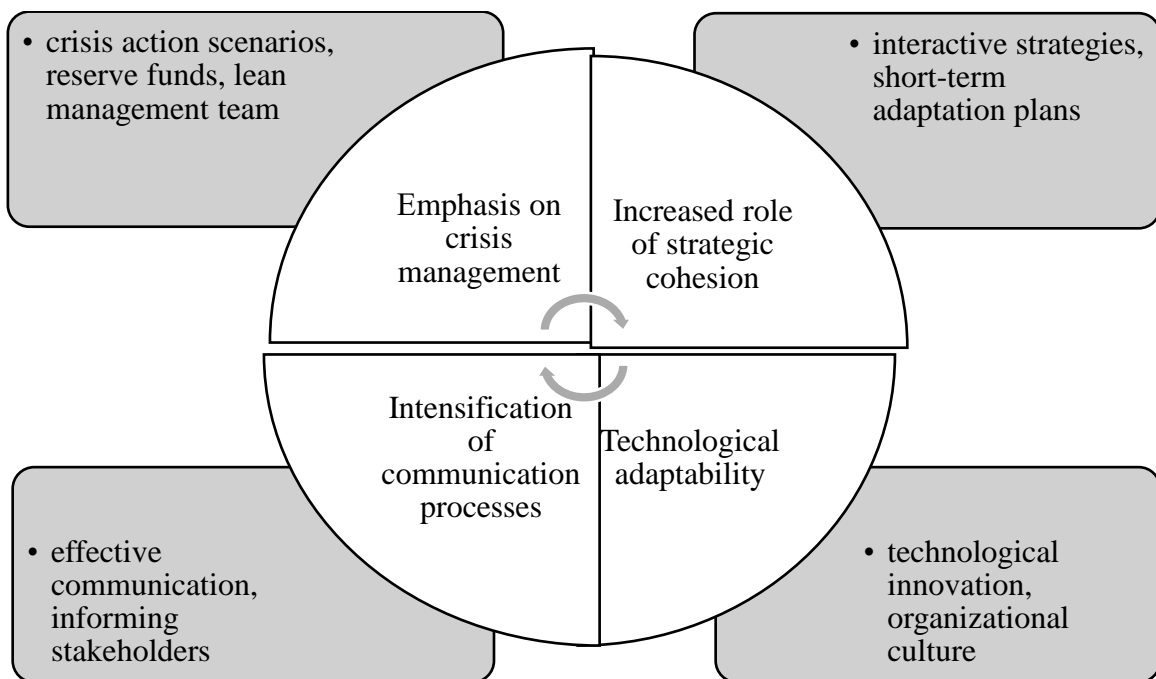 • crisis action scenarios,
reserve funds, lean
management team
• interactive strategies,
short-term
adaptation plans
Emphasis on
crisis
management
Increased role
of strategic
cohesion
Intensification
of
communication
processes
Technological
adaptability
• effective
communication,
informing
stakeholders
• technological
innovation,
organizational
culture